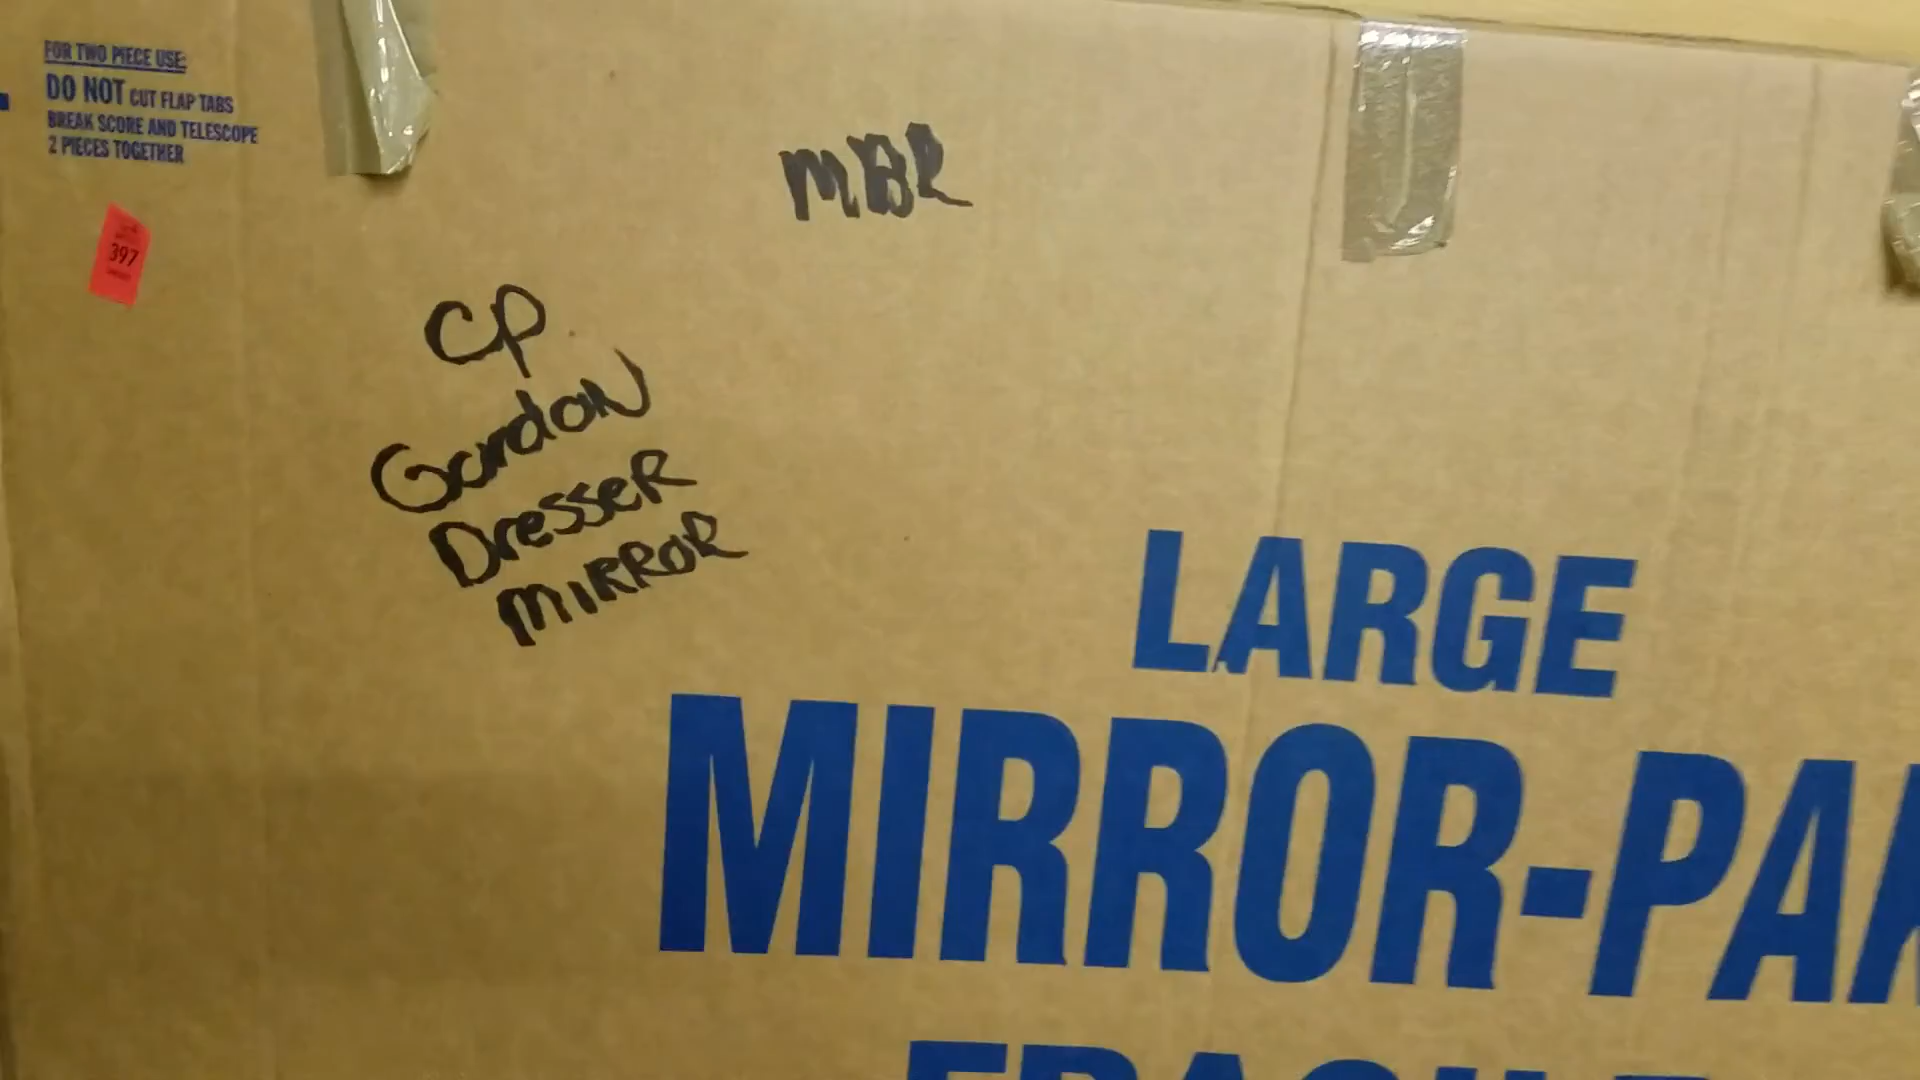 FOR TWO PIECE USE:
DO NOT CUT FLAP TABS
BREAK SCORE AND TELESCOPE
2 PIECES TOGETHER
MBR
397
CP
Gordon
DresseR
MIRROR
LARGE
MIRROR-PAK